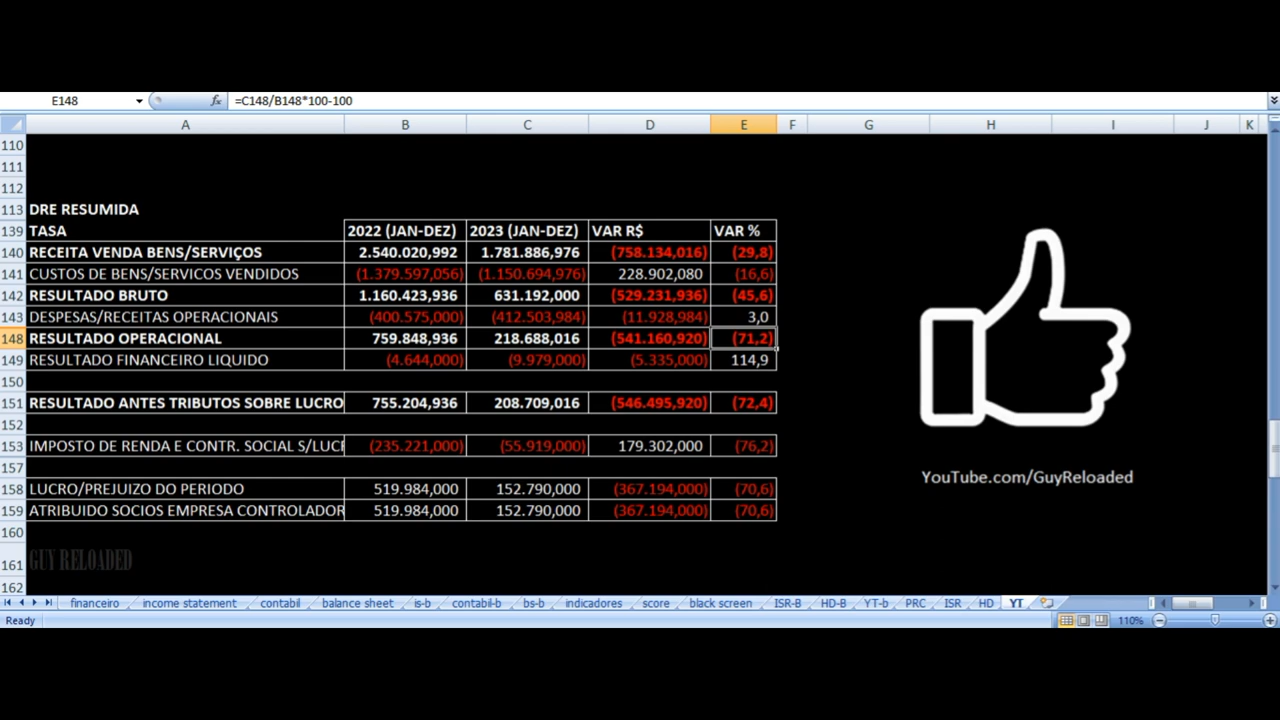 E148 =C148/B148*100-100
A B C D E F G H I J K
110
111
112
113 DRE RESUMIDA
139 TASA 2022 (JAN-DEZ) 2023 (JAN-DEZ) VAR R$ VAR %
140 RECEITA VENDA BENS/SERVIÇOS 2.540.020,992 1.781.886,976 (758.134,016) (29,8)
141 CUSTOS DE BENS/SERVICOS VENDIDOS (1.379.597,056) (1.150.694,976) 228.902,080 (16,6)
142 RESULTADO BRUTO 1.160.423,936 631.192,000 (529.231,936) (45,6)
143 DESPESAS/RECEITAS OPERACIONAIS (400.575,000) (412.503,984) (11.928,984) 3,0
148 RESULTADO OPERACIONAL 759.848,936 218.688,016 (541.160,920) (71,2)
149 RESULTADO FINANCEIRO LIQUIDO (4.644,000) (9.979,000) (5.335,000) 114,9
150
151 RESULTADO ANTES TRIBUTOS SOBRE LUCRO 755.204,936 208.709,016 (546.495,920) (72,4)
152
153 IMPOSTO DE RENDA E CONTR. SOCIAL S/LUCR (235.221,000) (55.919,000) 179.302,000 (76,2)
157
158 LUCRO/PREJUIZO DO PERIODO 519.984,000 152.790,000 (367.194,000) (70,6)
159 ATRIBUIDO SOCIOS EMPRESA CONTROLADOR 519.984,000 152.790,000 (367.194,000) (70,6)
160
161 GUY RELOADED
162
YouTube.com/GuyReloaded
financeiro income statement contabil balance sheet is-b contabil-b bs-b indicadores score black screen ISR-B HD-B YT-b PRC ISR HD YT
Ready 110%